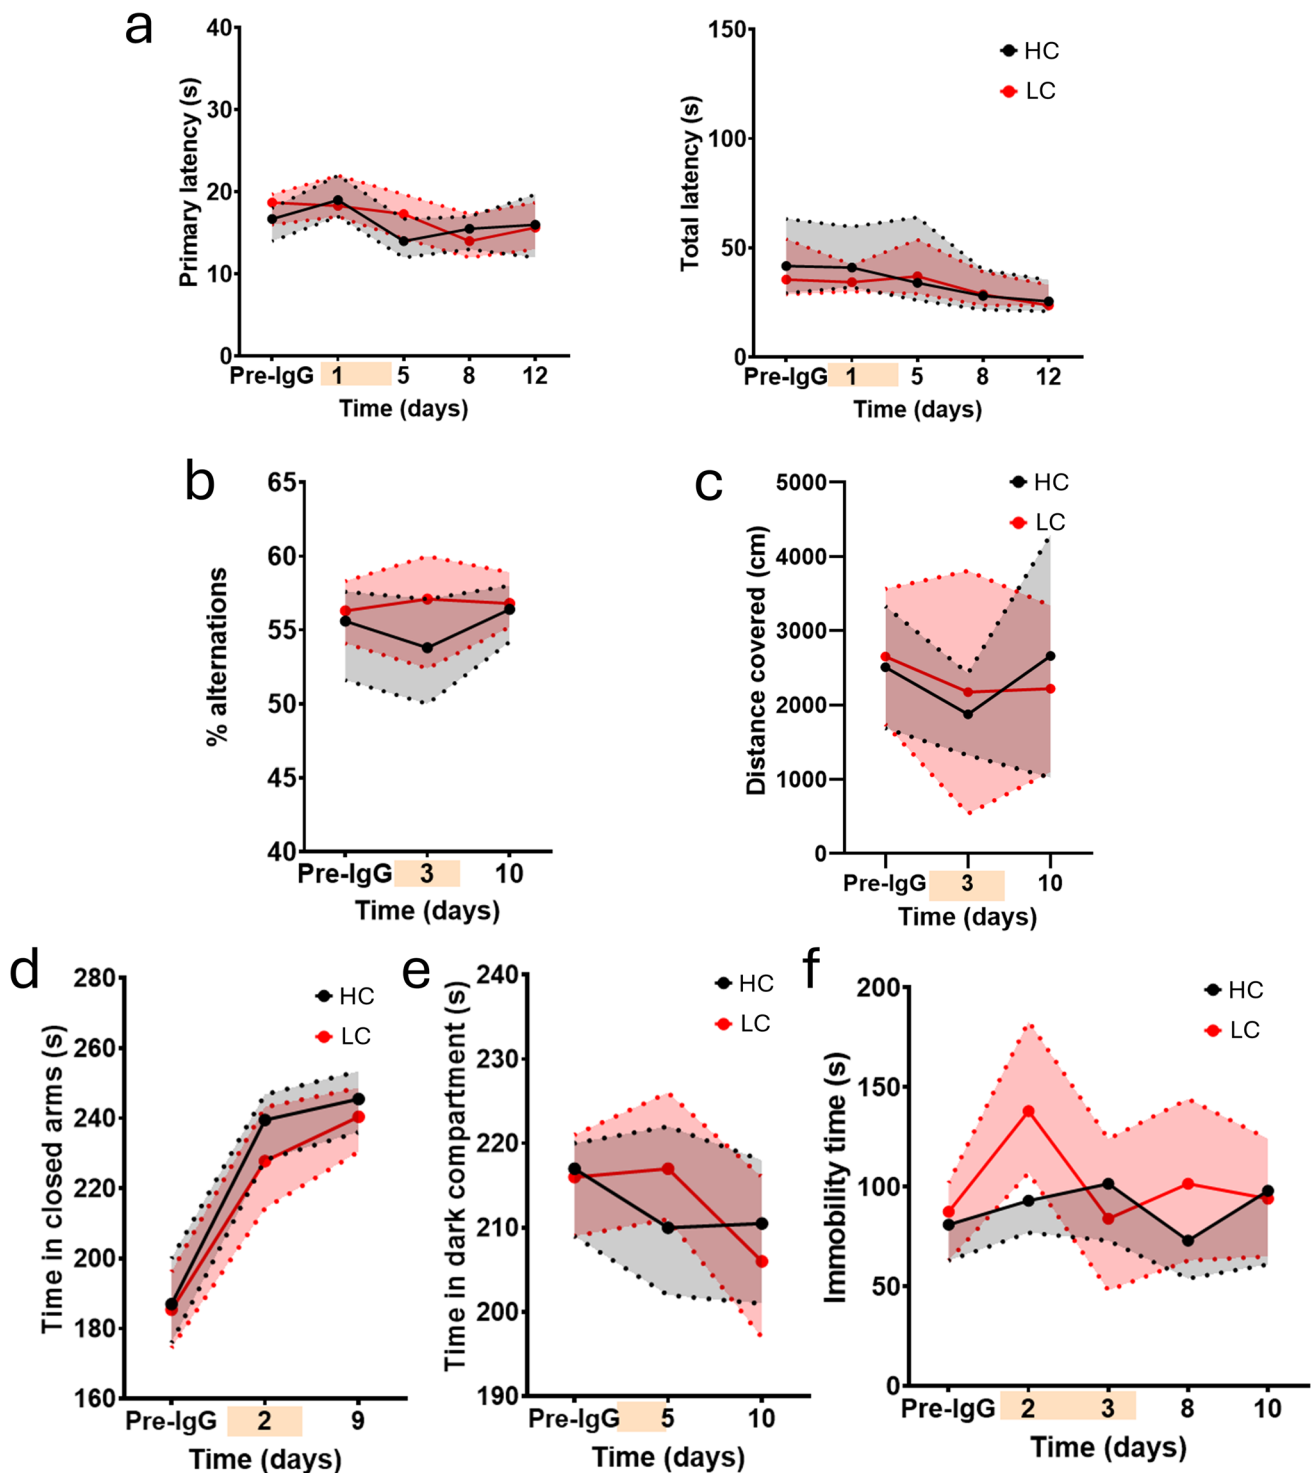 a
Primary latency (s)
40
30
20
10
0
Pre-IgG 1 5 8 12
Time (days)
Total latency (s)
150
100
50
0
HC
LC
Pre-IgG 1 5 8 12
Time (days)
b
% alternations
65
60
55
50
45
40
Pre-IgG 3 10
Time (days)
c
Distance covered (cm)
5000
4000
3000
2000
1000
0
HC
LC
Pre-IgG 3 10
Time (days)
d
Time in closed arms (s)
280
260
240
220
200
180
160
HC
LC
Pre-IgG 2 9
Time (days)
e
Time in dark compartment (s)
240
230
220
210
200
190
HC
LC
Pre-IgG 5 10
Time (days)
f
Immobility time (s)
200
150
100
50
0
HC
LC
Pre-IgG 2 3 8 10
Time (days)